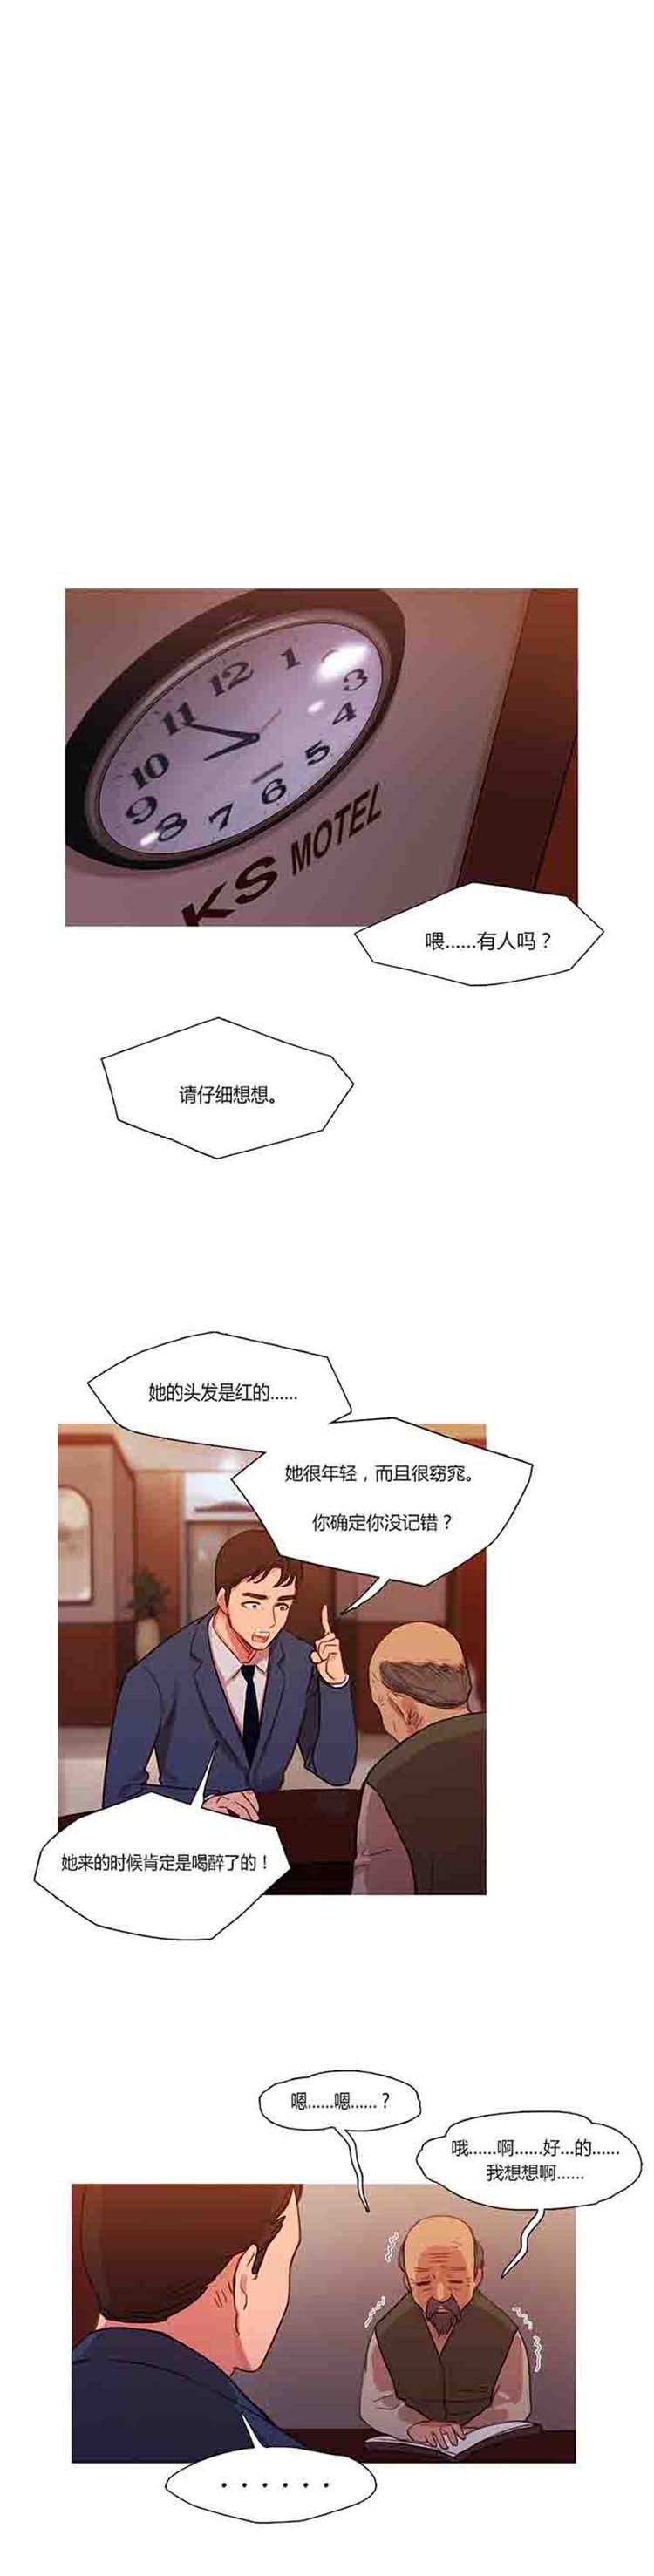 12
1
3
4
5
6
7
8
9
10
11
KS MOTEL
喂……有人吗？
请仔细想想。
她的头发是红的……
她很年轻，而且很窈窕。
你确定你没记错？
她来的时候肯定是喝醉了的！
嗯……嗯……？
哦……啊……好…的……
我想想啊……
······